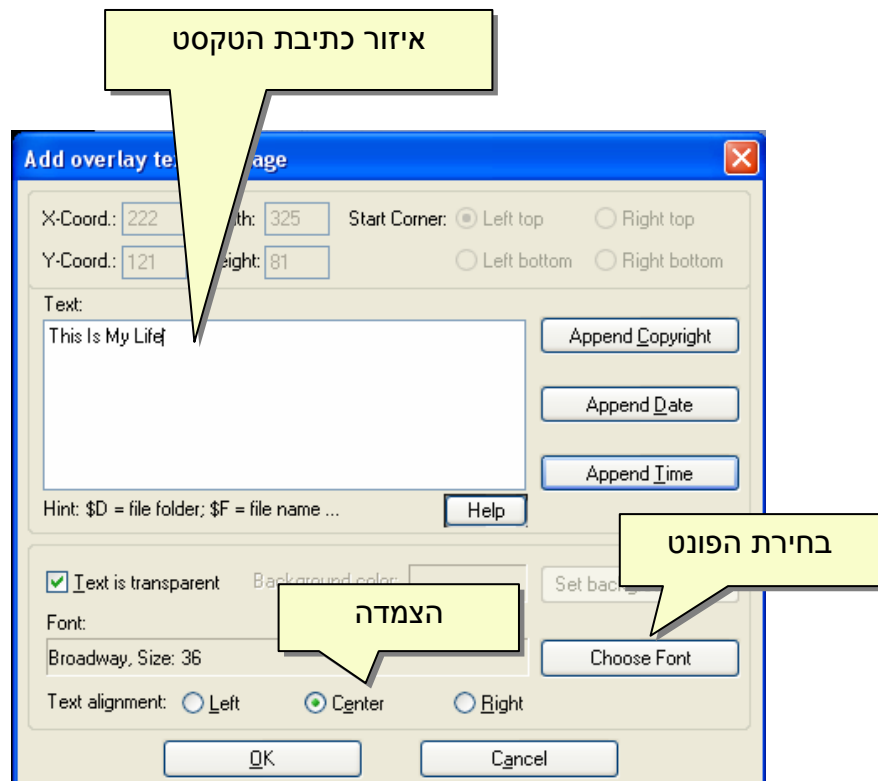 איזור כתיבת הטקסט
Add overlay te age
X-Coord.: 222 th: 325 Start Corner: Left top Right top
Y-Coord.: 121 eight: 81 Left bottom Right bottom
Text:
This Is My Life
Append Copyright
Append Date
Append Time
Hint: $D = file folder; $F = file name ...
Help
בחירת הפונט
Text is transparent Background color: Set bac
הצמדה
Font:
Broadway, Size: 36
Choose Font
Text alignment: Left Center Right
OK Cancel